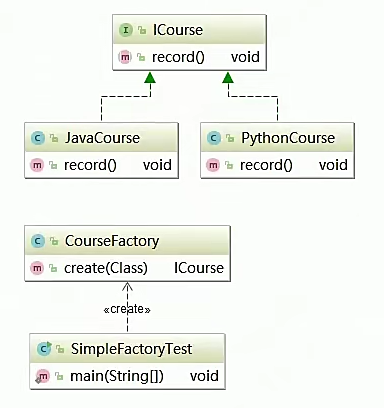 I ICourse
m record() void
C JavaCourse
m record() void
C PythonCourse
m record() void
C CourseFactory
m create(Class) ICourse
«create»
C SimpleFactoryTest
m main(String[]) void